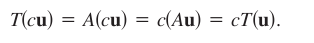 T(cu) = A(cu) = c(Au) = cT(u).